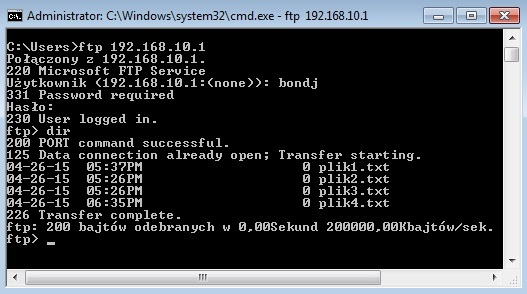 Administrator: C:\Windows\system32\cmd.exe - ftp 192.168.10.1
C:\Users>ftp 192.168.10.1
Połączony z 192.168.10.1.
220 Microsoft FTP Service
Użytkownik (192.168.10.1:(none)): bondj
331 Password required
Hasło:
230 User logged in.
ftp> dir
200 PORT command successful.
125 Data connection already open; Transfer starting.
04-26-15  05:37PM                    0 plik1.txt
04-26-15  05:26PM                    0 plik2.txt
04-26-15  05:26PM                    0 plik3.txt
04-26-15  06:35PM                    0 plik4.txt
226 Transfer complete.
ftp: 200 bajtów odebranych w 0,00Sekund 200000,00Kbajtów/sek.
ftp> _